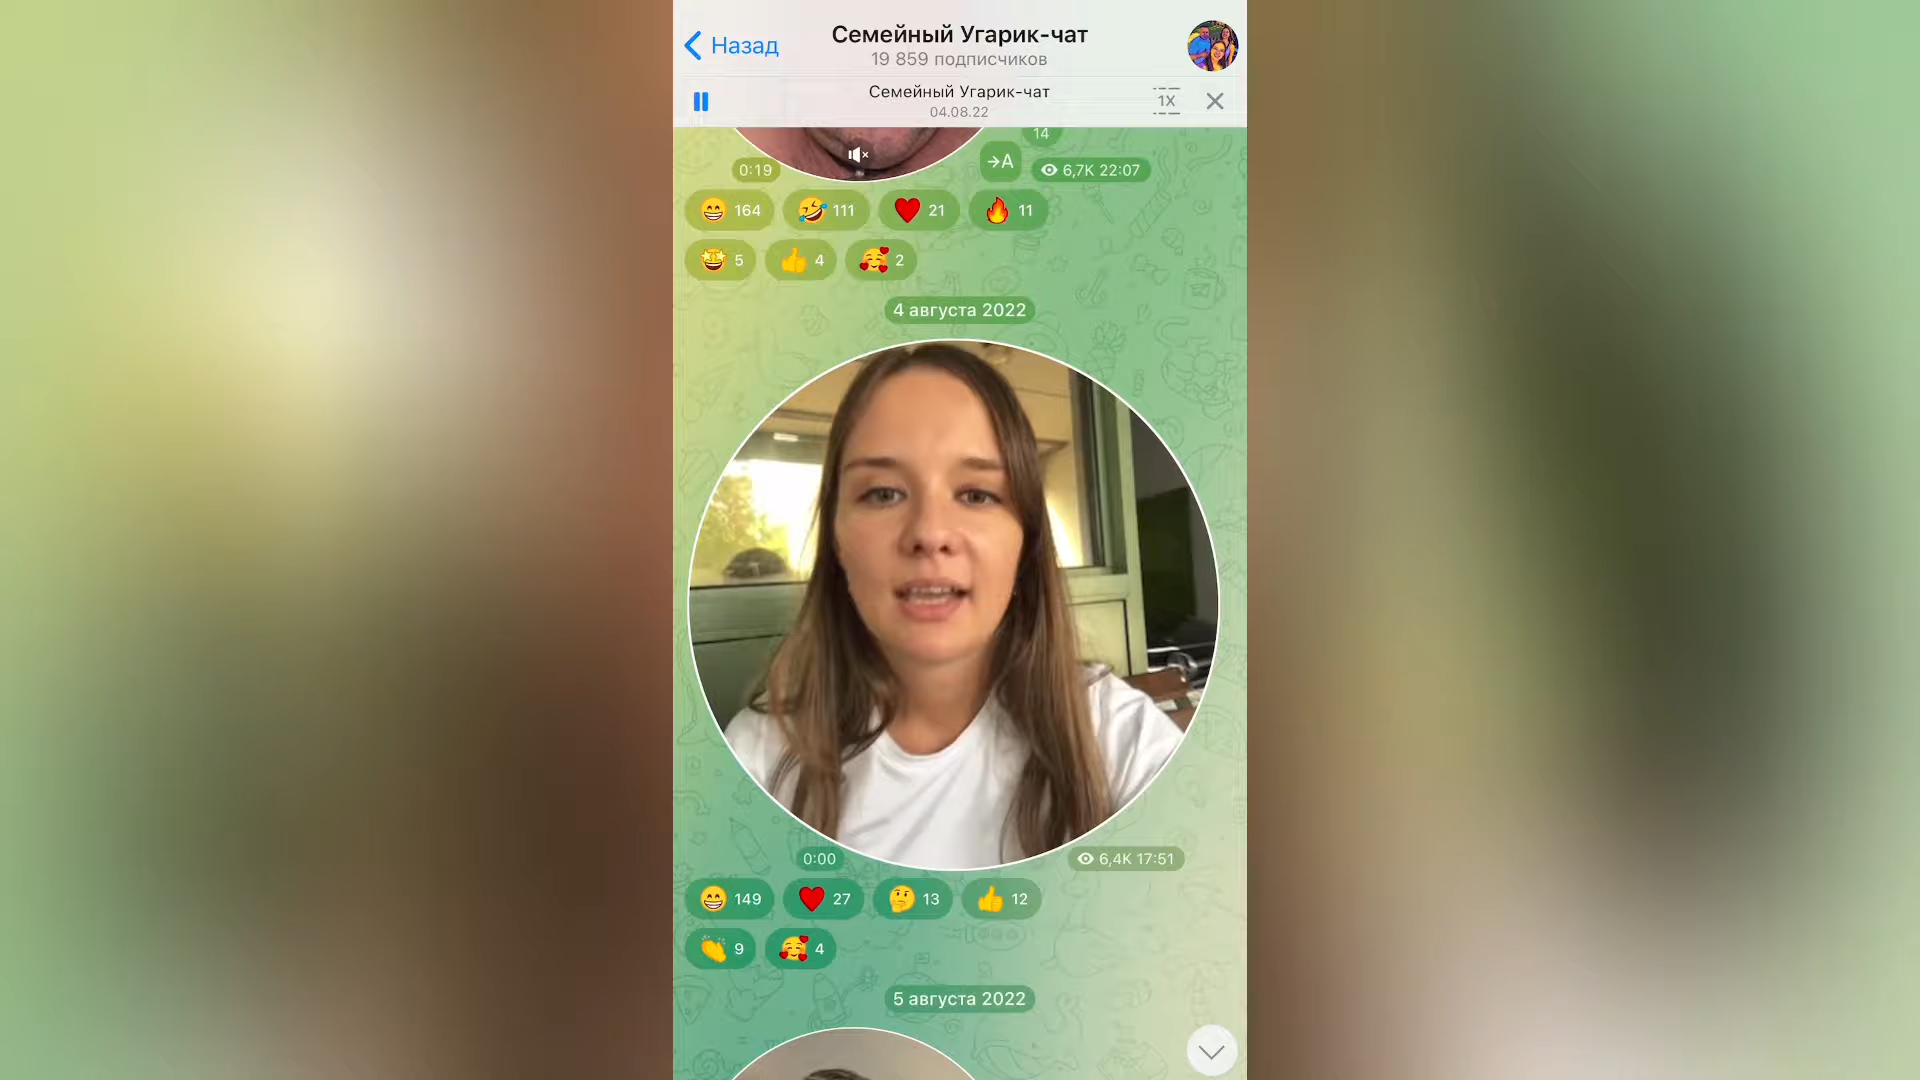 Назад
Семейный Угарик-чат
19 859 подписчиков
Семейный Угарик-чат
04.08.22
1X
14
0:19
→A
6,7K 22:07
164 111 21 11
5 4 2
4 августа 2022
0:00
6,4K 17:51
149 27 13 12
9 4
5 августа 2022